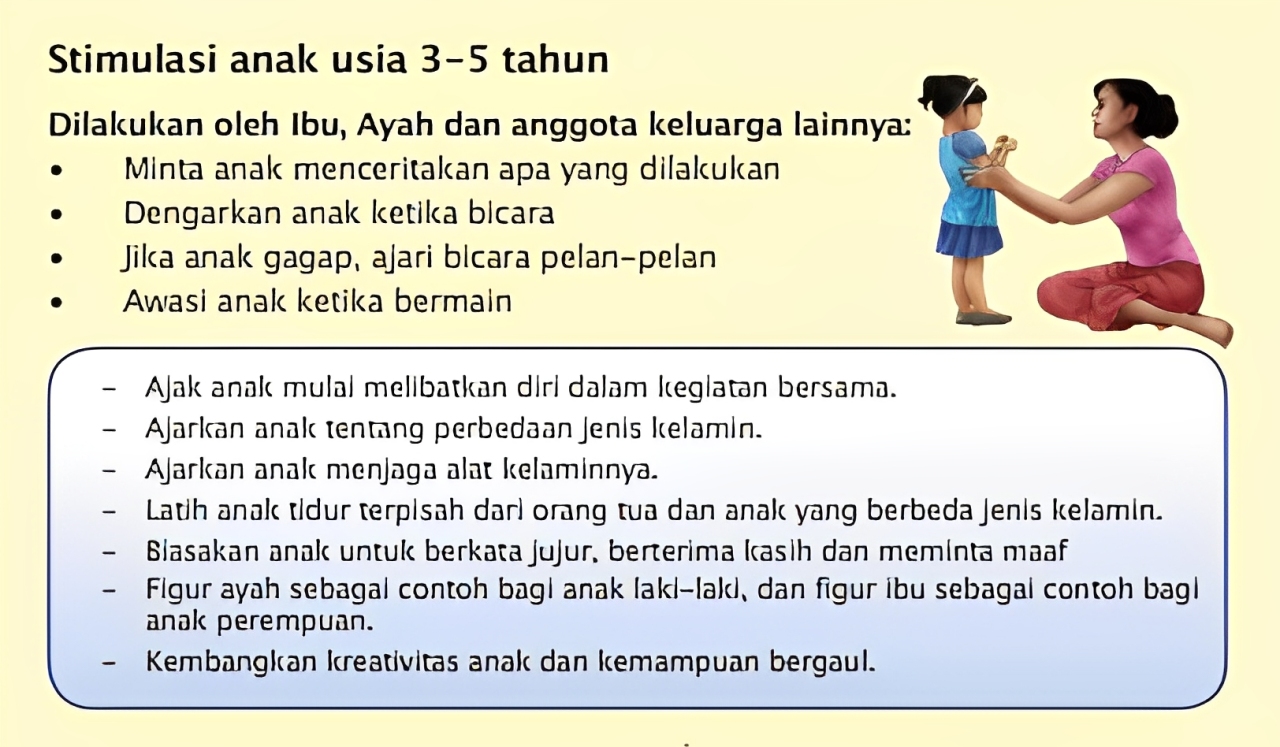 Stimulasi anak usia 3-5 tahun
Dilakukan oleh Ibu, Ayah dan anggota keluarga lainnya:
• Minta anak menceritakan apa yang dilakukan
• Dengarkan anak ketika bicara
• Jika anak gagap, ajari bicara pelan-pelan
• Awasi anak ketika bermain
- Ajak anak mulai melibatkan diri dalam kegiatan bersama.
- Ajarkan anak tentang perbedaan jenis kelamin.
- Ajarkan anak menjaga alat kelaminnya.
- Latih anak tidur terpisah dari orang tua dan anak yang berbeda jenis kelamin.
- Biasakan anak untuk berkata jujur, berterima kasih dan meminta maaf
- Figur ayah sebagai contoh bagi anak laki-laki, dan figur ibu sebagai contoh bagi
anak perempuan.
- Kembangkan kreativitas anak dan kemampuan bergaul.